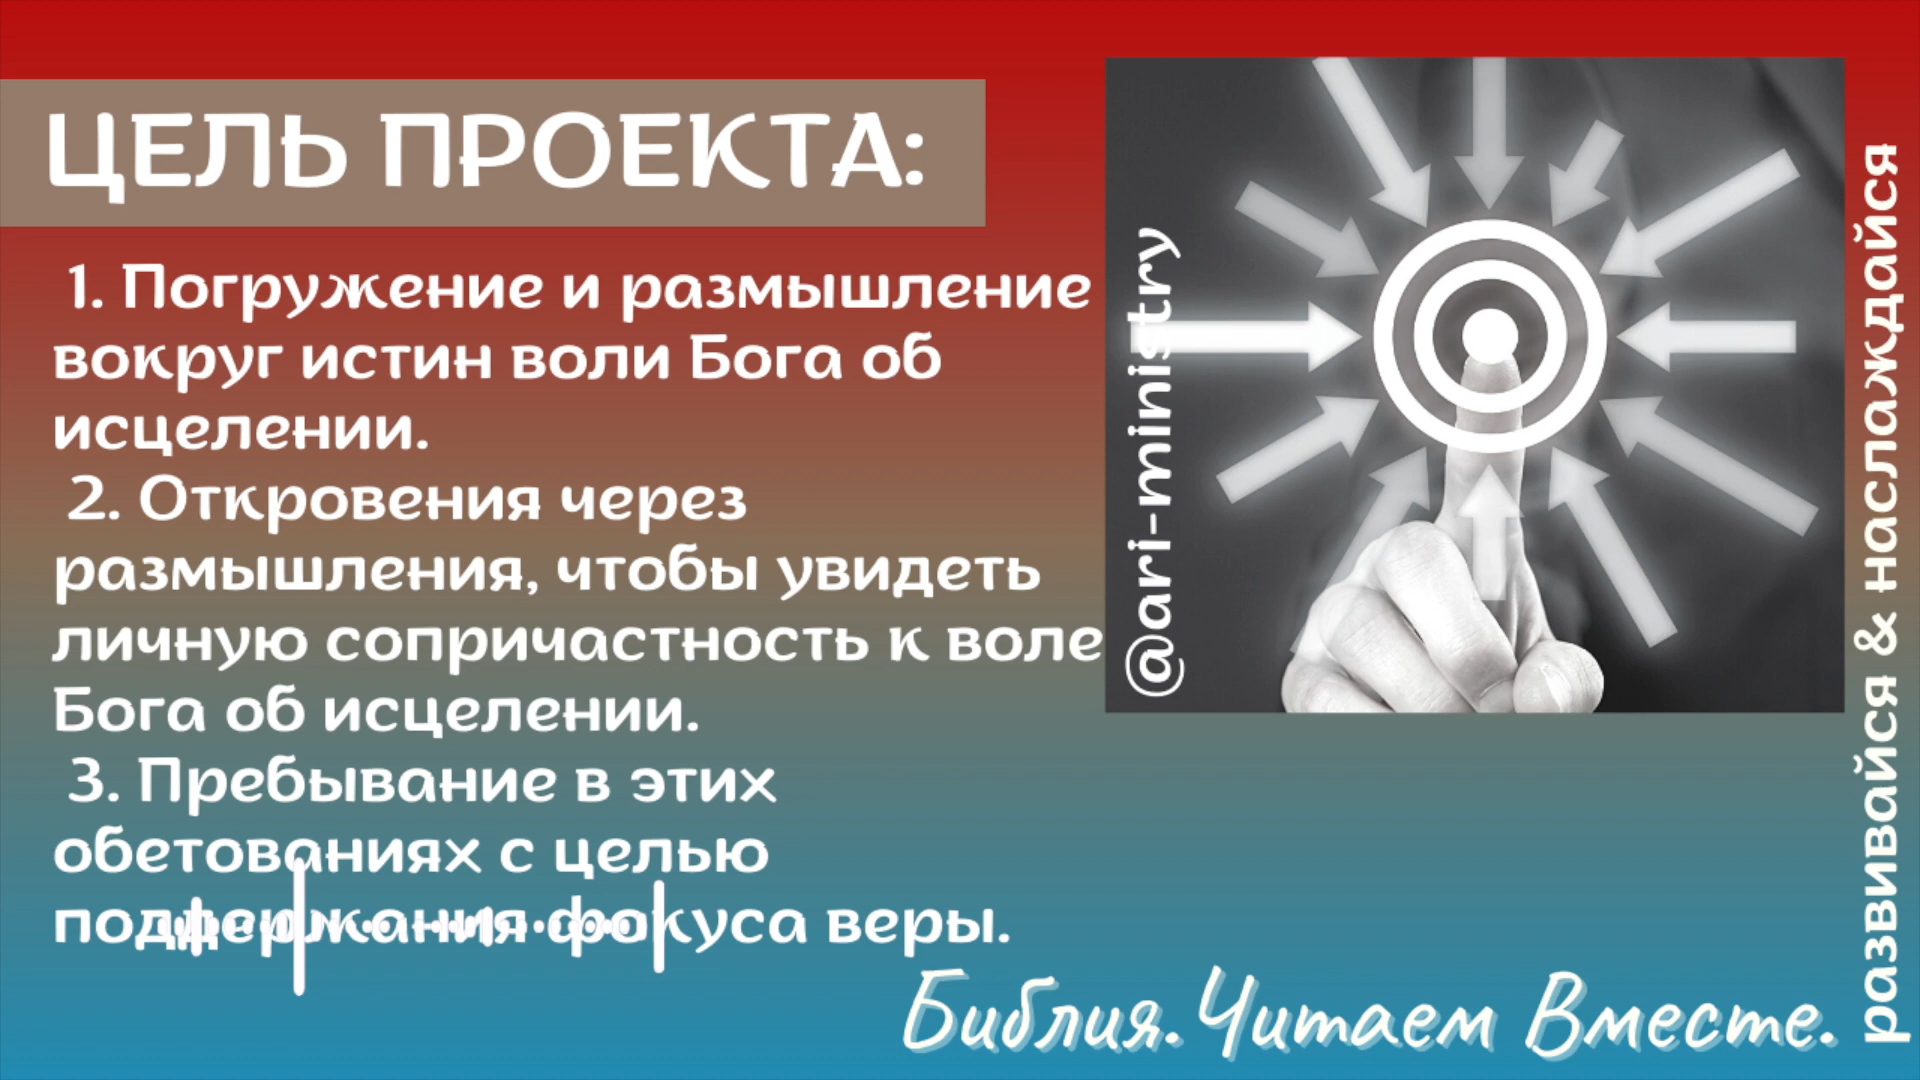 ЦЕЛЬ ПРОЕКТА:
1. Погружение и размышление
вокруг истин воли Бога об
исцелении.
2. Откровения через
размышления, чтобы увидеть
личную сопричастность к воле
Бога об исцелении.
3. Пребывание в этих
обетованиях с целью
поддержания фокуса веры.
@ari-ministry
развивайся & наслаждайся
Библия. Читаем Вместе.